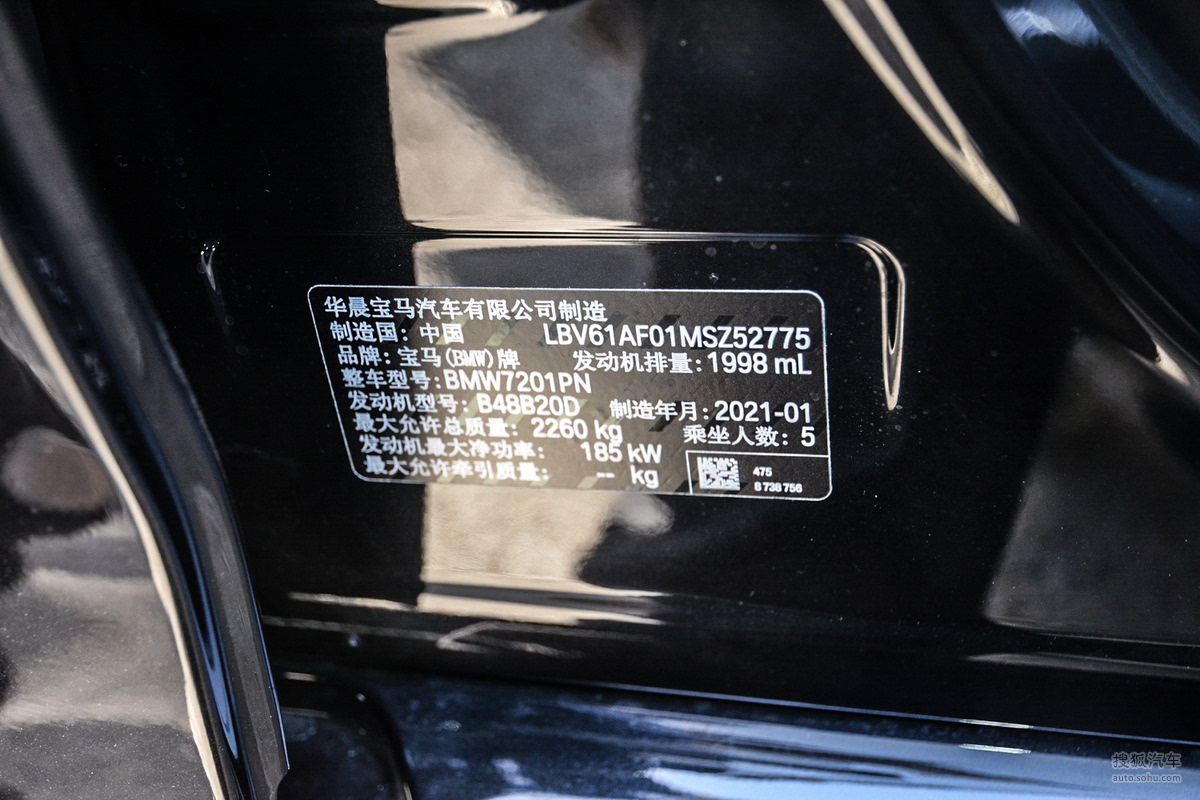 华晨宝马汽车有限公司制造
制造国：中国 LBV61AF01MSZ52775
品牌：宝马(BMW)牌 发动机排量：1998 mL
整车型号：BMW7201PN
发动机型号：B48B20D 制造年月：2021-01
最大允许总质量：2260 kg 乘坐人数：5
发动机最大净功率：185 kW
最大允许牵引质量：-- kg
475
8 738 756
搜狐汽车
auto.sohu.com